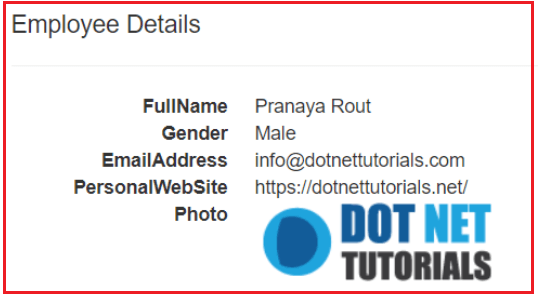 Employee Details
FullName Pranaya Rout
Gender Male
EmailAddress info@dotnettutorials.com
PersonalWebSite https://dotnettutorials.net/
Photo
DOT NET
TUTORIALS